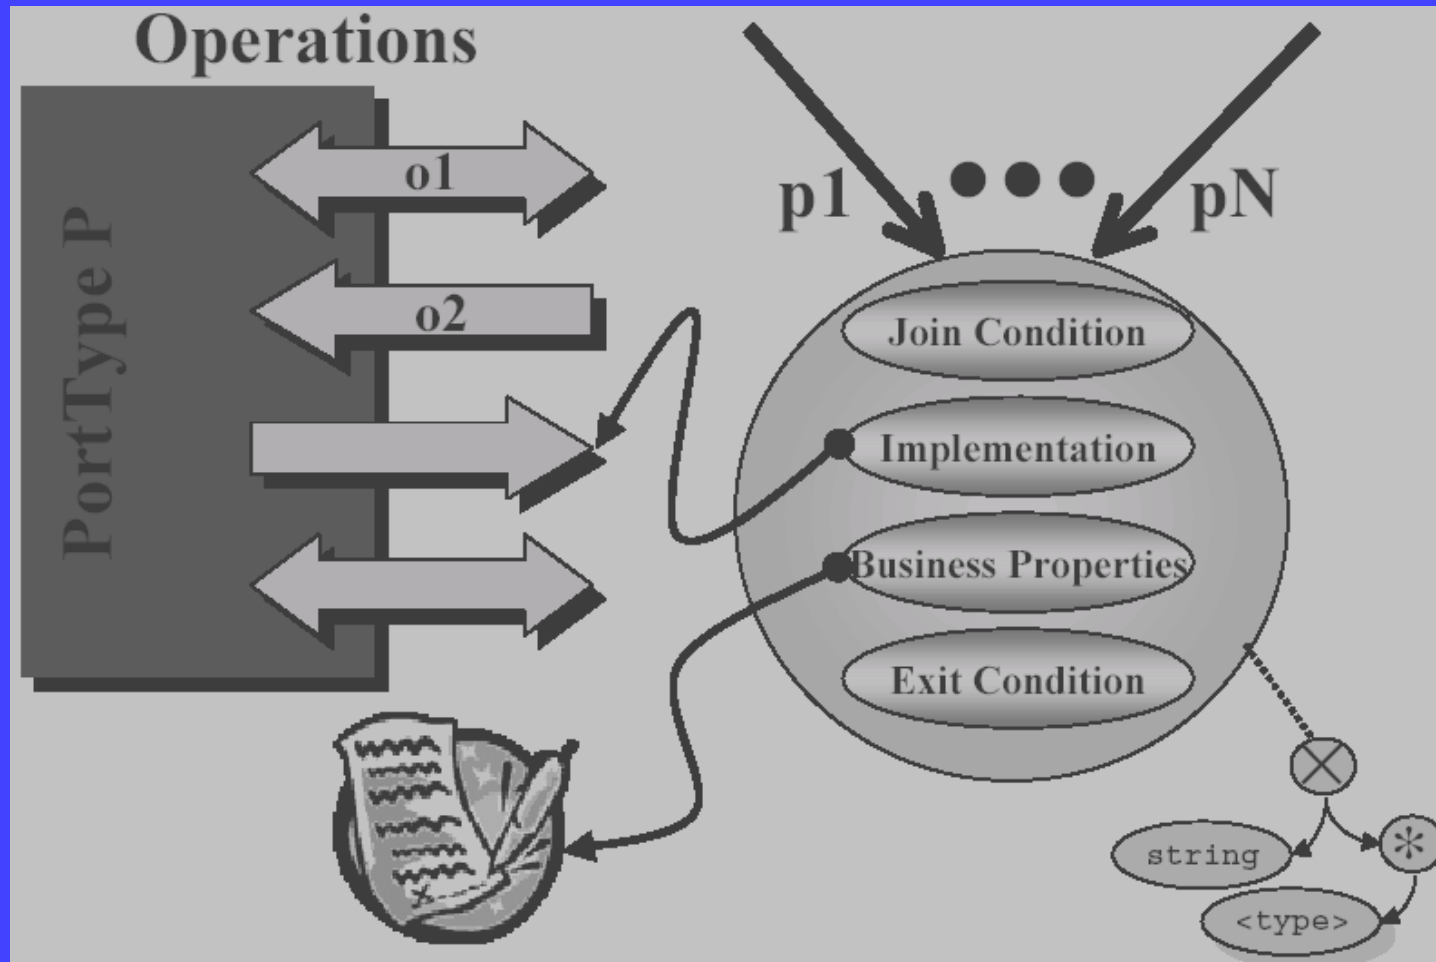 Operations
PortType P
o1
o2
p1
pN
Join Condition
Implementation
Business Properties
Exit Condition
string
*
<type>